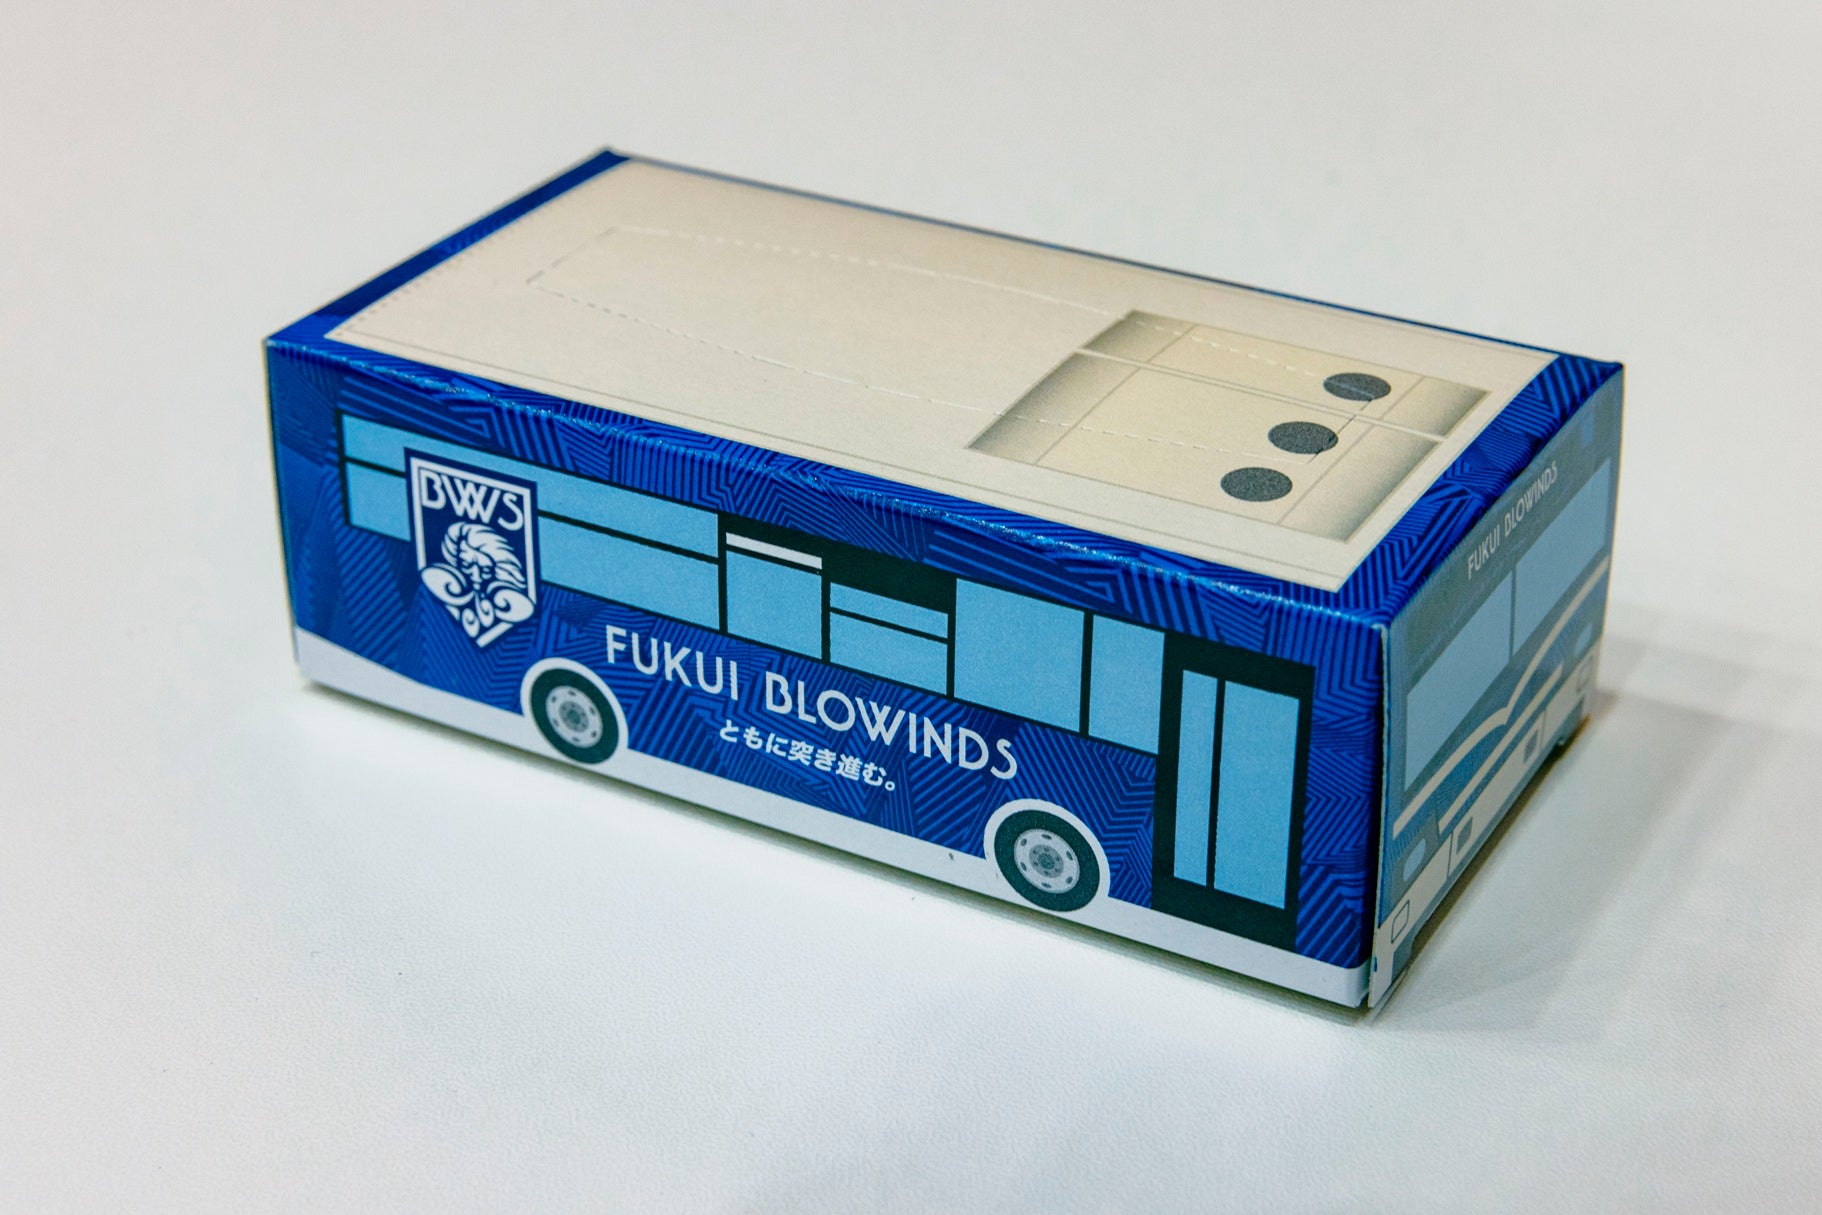 BWS
FUKUI BLOWINDS
ともに突き進む。
FUKUI BLOWINDS